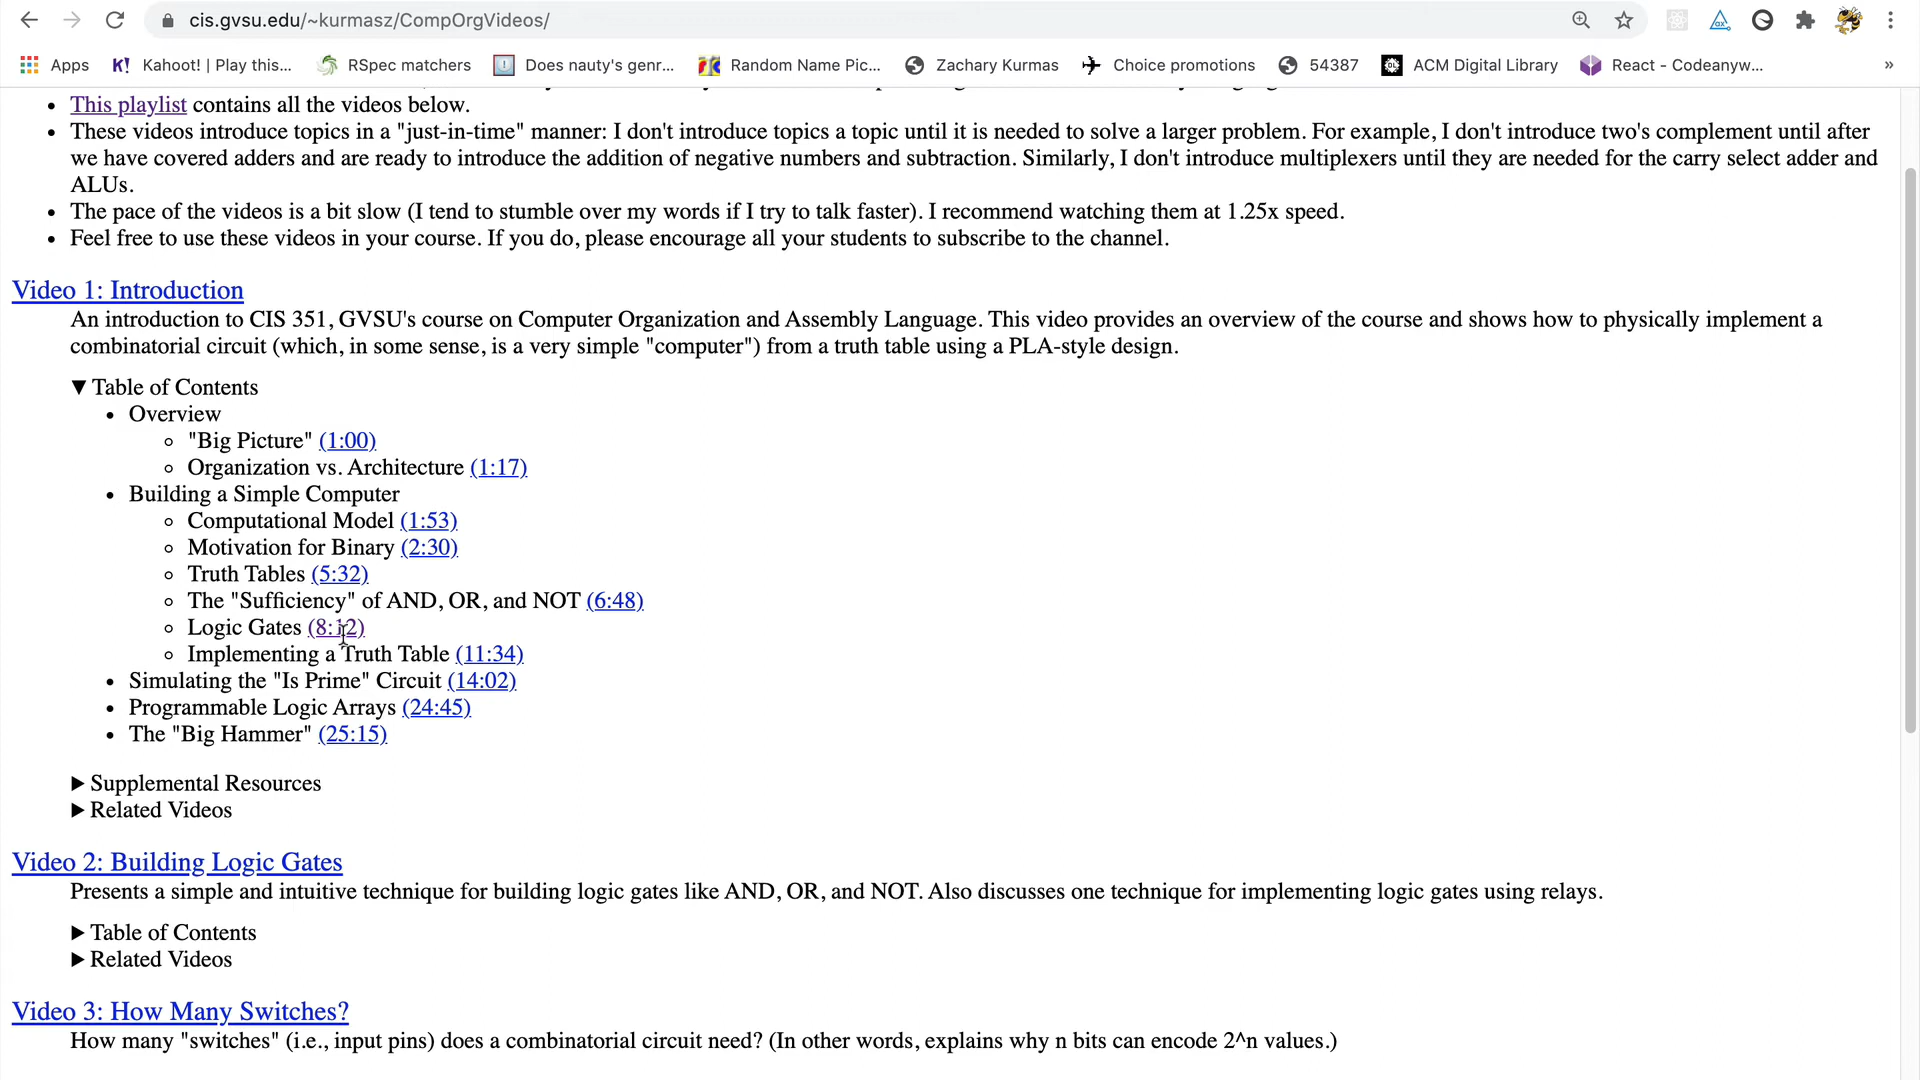 cis.gvsu.edu/~kurmasz/CompOrgVideos/
Apps K! Kahoot! | Play this... RSpec matchers Does nauty's genr... Random Name Pic... Zachary Kurmas Choice promotions 54387 ACM Digital Library React - Codeanyw... »
• This playlist contains all the videos below.
• These videos introduce topics in a "just-in-time" manner: I don't introduce topics a topic until it is needed to solve a larger problem. For example, I don't introduce two's complement until after
we have covered adders and are ready to introduce the addition of negative numbers and subtraction. Similarly, I don't introduce multiplexers until they are needed for the carry select adder and
ALUs.
• The pace of the videos is a bit slow (I tend to stumble over my words if I try to talk faster). I recommend watching them at 1.25x speed.
• Feel free to use these videos in your course. If you do, please encourage all your students to subscribe to the channel.
Video 1: Introduction
An introduction to CIS 351, GVSU's course on Computer Organization and Assembly Language. This video provides an overview of the course and shows how to physically implement a
combinatorial circuit (which, in some sense, is a very simple "computer") from a truth table using a PLA-style design.
▼ Table of Contents
• Overview
◦ "Big Picture" (1:00)
◦ Organization vs. Architecture (1:17)
• Building a Simple Computer
◦ Computational Model (1:53)
◦ Motivation for Binary (2:30)
◦ Truth Tables (5:32)
◦ The "Sufficiency" of AND, OR, and NOT (6:48)
◦ Logic Gates (8:12)
◦ Implementing a Truth Table (11:34)
• Simulating the "Is Prime" Circuit (14:02)
• Programmable Logic Arrays (24:45)
• The "Big Hammer" (25:15)
▶ Supplemental Resources
▶ Related Videos
Video 2: Building Logic Gates
Presents a simple and intuitive technique for building logic gates like AND, OR, and NOT. Also discusses one technique for implementing logic gates using relays.
▶ Table of Contents
▶ Related Videos
Video 3: How Many Switches?
How many "switches" (i.e., input pins) does a combinatorial circuit need? (In other words, explains why n bits can encode 2^n values.)